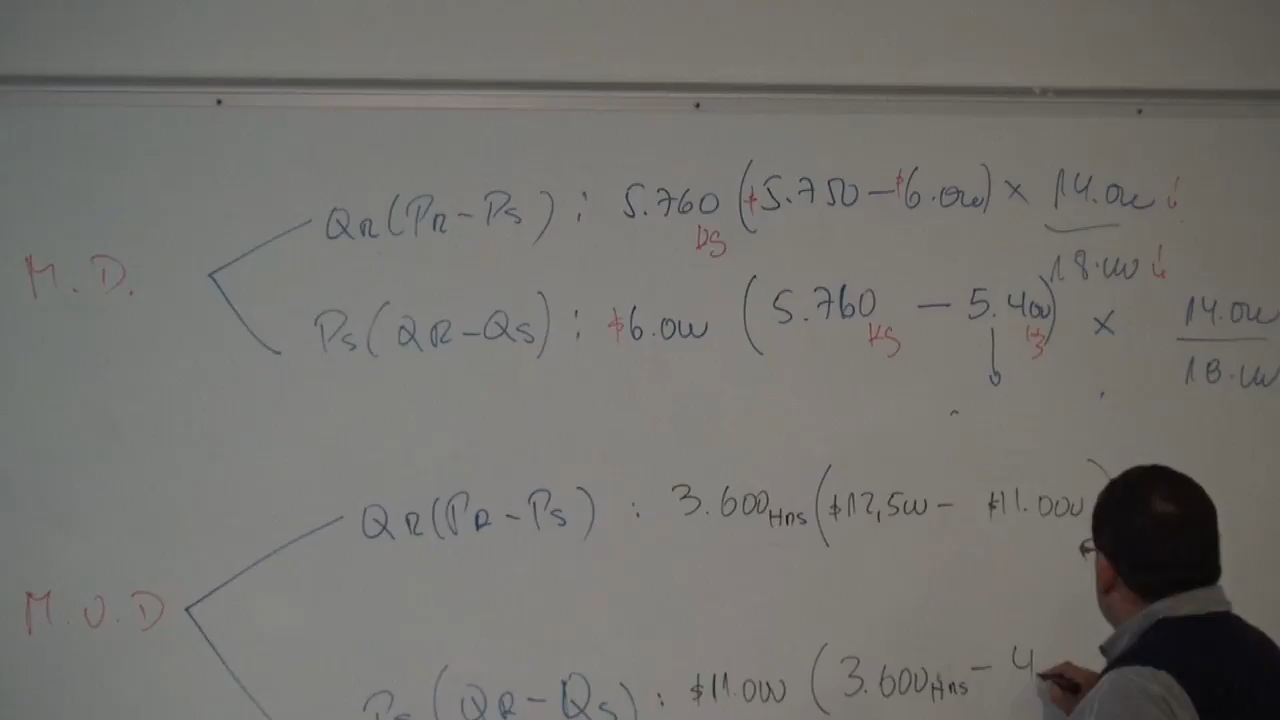 QR(PR-PS) : 5.760 ($5.750-$6.000) × 14.000 i
KS
18.000 i
M. D.
PS(QR-QS) : $6.000 (5.760 - 5.400) × 14.000
KS
18.000
QR(PR-PS) : 3.600 Hns ($12,500- $11.000)
M.O.D
PS(QR-QS) : $11.000 (3.600 Hns - 4